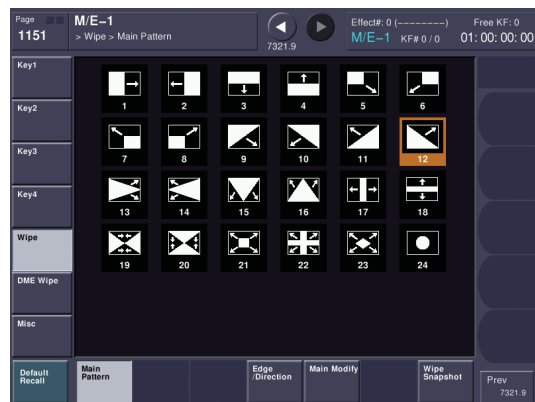 Page
1151
M/E-1
> Wipe > Main Pattern
7321.9
Effect#: 0 (--------)
Free KF: 0
M/E-1 KF# 0 / 0 01: 00: 00: 00
Key1
Key2
Key3
Key4
Wipe
DME Wipe
Misc
Default
Recall
1 2 3 4 5 6
7 8 9 10 11 12
13 14 15 16 17 18
19 20 21 22 23 24
Main
Pattern
Edge
/Direction
Main Modify
Wipe
Snapshot
Prev
7321.9